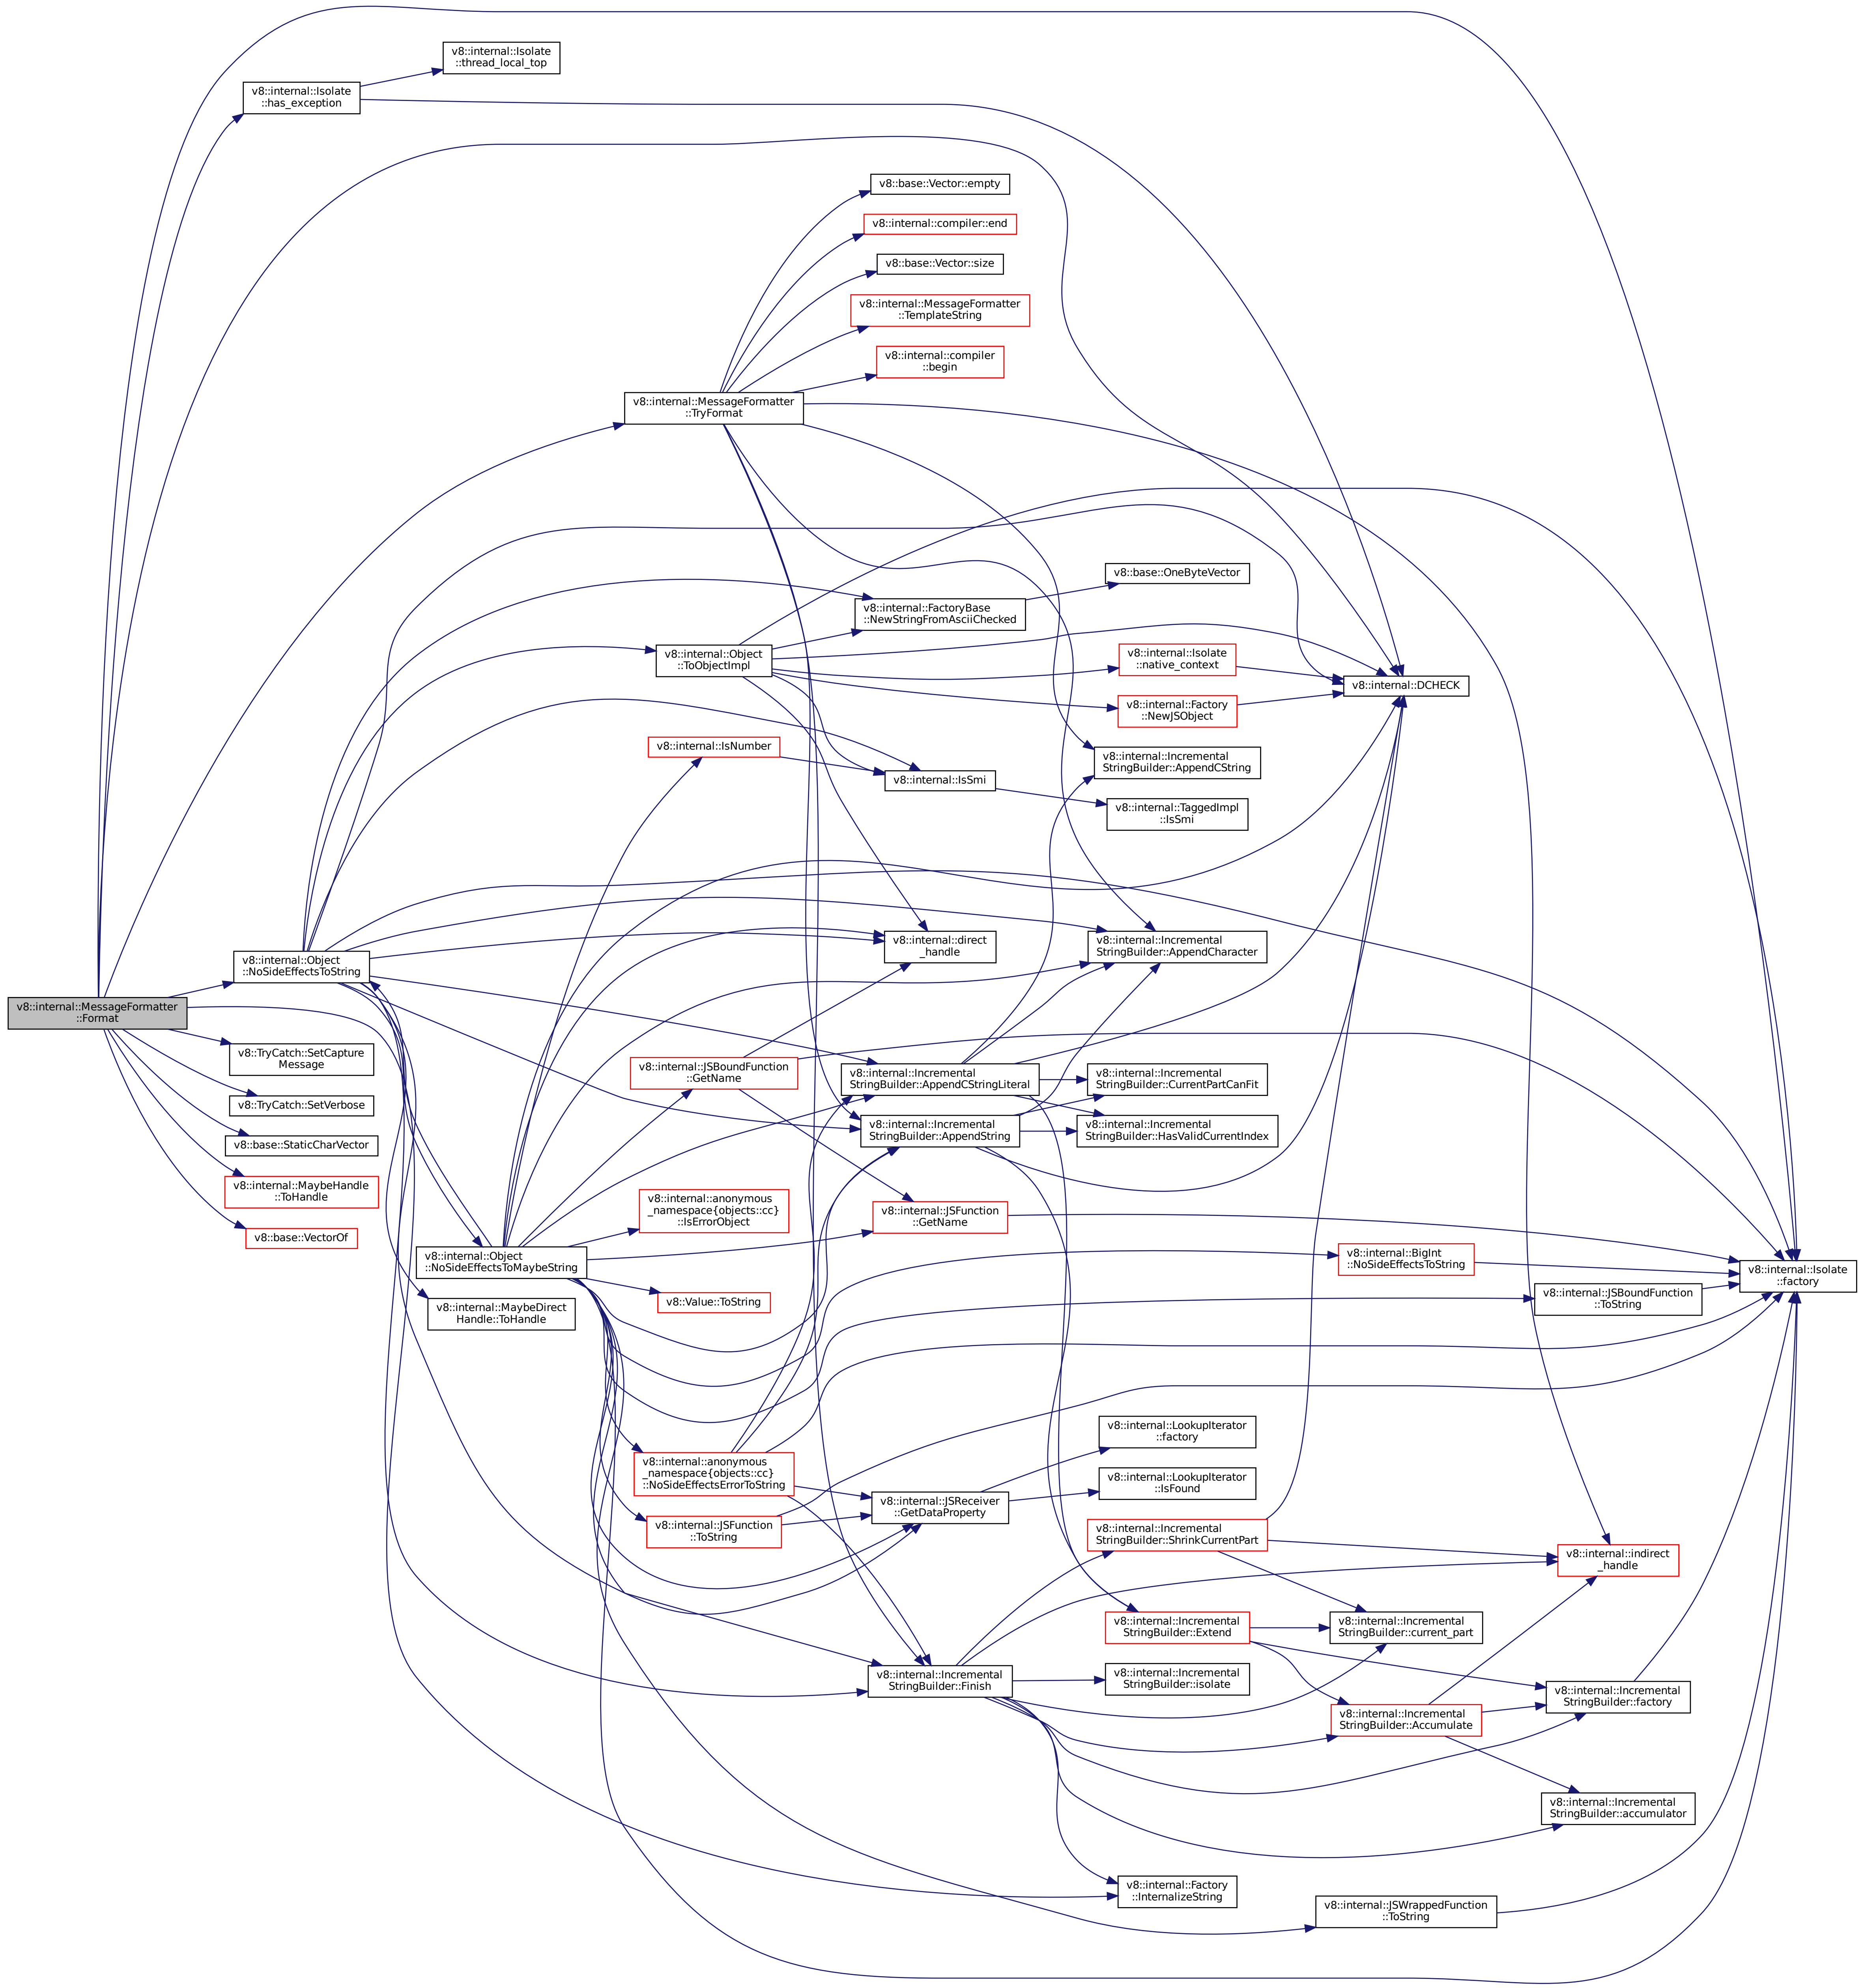 v8::internal::Isolate
::thread_local_top
v8::internal::Isolate
::has_exception
v8::base::Vector::empty
v8::internal::compiler::end
v8::base::Vector::size
v8::internal::MessageFormatter
::TemplateString
v8::internal::compiler
::begin
v8::internal::MessageFormatter
::TryFormat
v8::base::OneByteVector
v8::internal::FactoryBase
::NewStringFromAsciiChecked
v8::internal::Object
::ToObjectImpl
v8::internal::Isolate
::native_context
v8::internal::DCHECK
v8::internal::Factory
::NewJSObject
v8::internal::IsNumber
v8::internal::Incremental
StringBuilder::AppendCString
v8::internal::IsSmi
v8::internal::TaggedImpl
::IsSmi
v8::internal::direct
_handle
v8::internal::Incremental
StringBuilder::AppendCharacter
v8::internal::Object
::NoSideEffectsToString
v8::internal::MessageFormatter
::Format
v8::TryCatch::SetCapture
Message
v8::internal::JSBoundFunction
::GetName
v8::internal::Incremental
StringBuilder::AppendCStringLiteral
v8::internal::Incremental
StringBuilder::CurrentPartCanFit
v8::TryCatch::SetVerbose
v8::internal::Incremental
StringBuilder::AppendString
v8::internal::Incremental
StringBuilder::HasValidCurrentIndex
v8::base::StaticCharVector
v8::internal::MaybeHandle
::ToHandle
v8::internal::anonymous
_namespace{objects::cc}
::IsErrorObject
v8::internal::JSFunction
::GetName
v8::base::VectorOf
v8::internal::Object
::NoSideEffectsToMaybeString
v8::internal::BigInt
::NoSideEffectsToString
v8::internal::Isolate
::factory
v8::Value::ToString
v8::internal::JSBoundFunction
::ToString
v8::internal::MaybeDirect
Handle::ToHandle
v8::internal::LookupIterator
::factory
v8::internal::anonymous
_namespace{objects::cc}
::NoSideEffectsErrorToString
v8::internal::LookupIterator
::IsFound
v8::internal::JSReceiver
::GetDataProperty
v8::internal::JSFunction
::ToString
v8::internal::Incremental
StringBuilder::ShrinkCurrentPart
v8::internal::indirect
_handle
v8::internal::Incremental
StringBuilder::Extend
v8::internal::Incremental
StringBuilder::current_part
v8::internal::Incremental
StringBuilder::Finish
v8::internal::Incremental
StringBuilder::isolate
v8::internal::Incremental
StringBuilder::factory
v8::internal::Incremental
StringBuilder::Accumulate
v8::internal::Incremental
StringBuilder::accumulator
v8::internal::Factory
::InternalizeString
v8::internal::JSWrappedFunction
::ToString